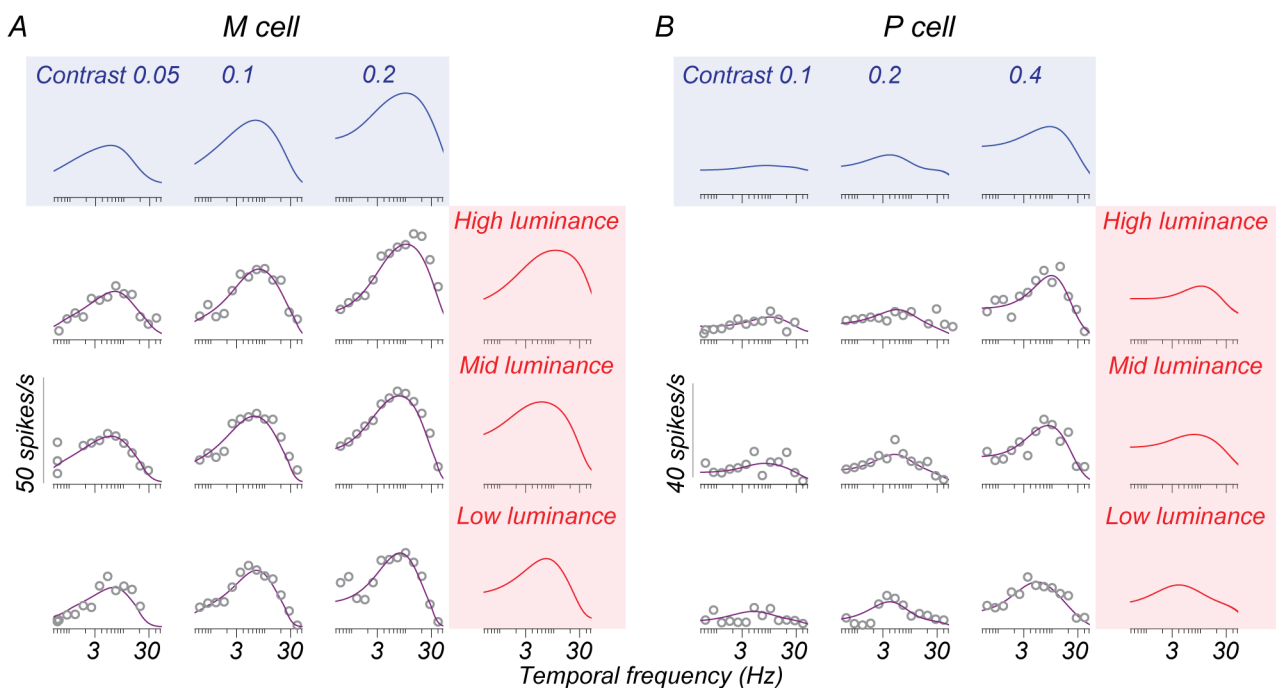 A M cell
B P cell
Contrast 0.05 0.1 0.2
Contrast 0.1 0.2 0.4
High luminance
High luminance
Mid luminance
Mid luminance
50 spikes/s
40 spikes/s
Low luminance
Low luminance
3 30 3 30 3 30 3 30
3 30 3 30 3 30 3 30
Temporal frequency (Hz)